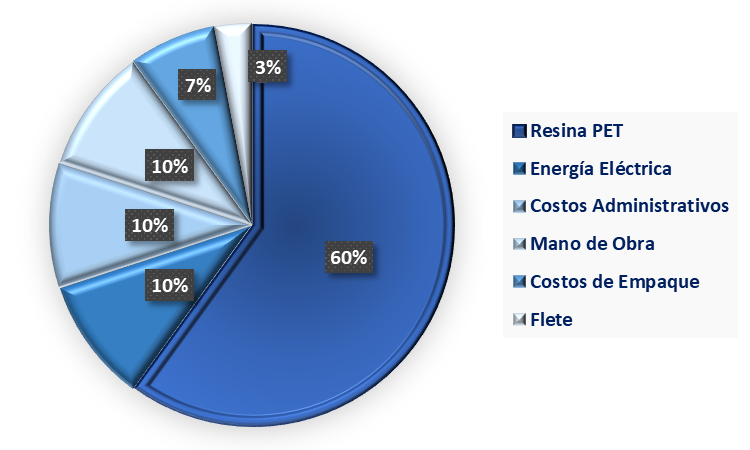 3%
7%
10%
10%
10%
60%
Resina PET
Energía Eléctrica
Costos Administrativos
Mano de Obra
Costos de Empaque
Flete